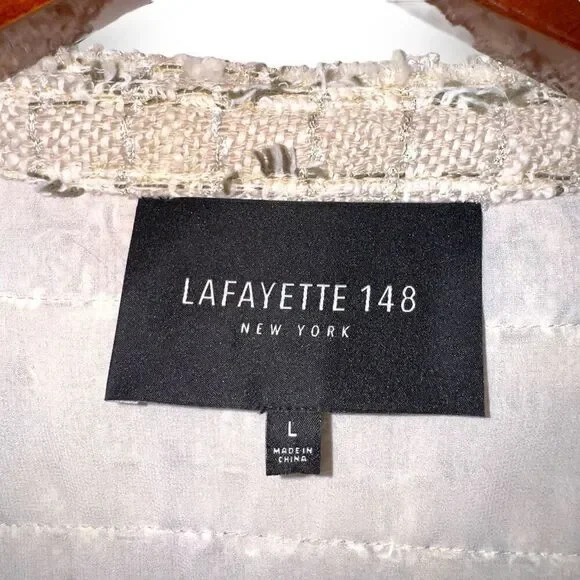 LAFAYETTE 148
NEW YORK
L
MADE IN
CHINA